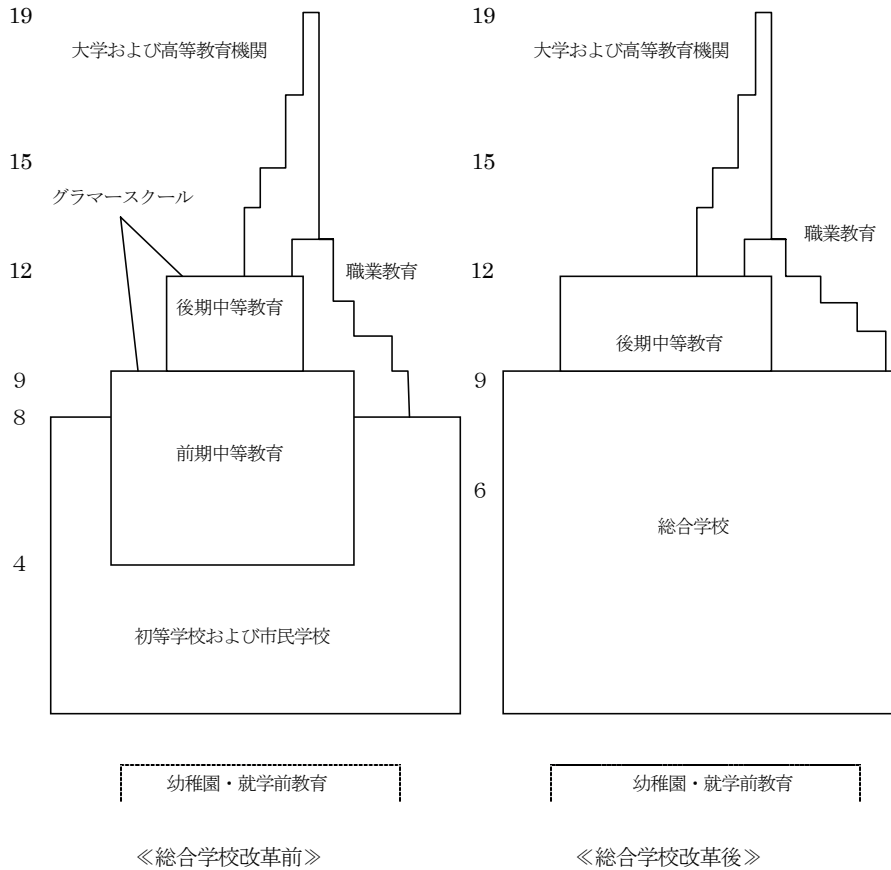 19
大学および高等教育機関
大学および高等教育機関
15
グラマースクール
職業教育
12
職業教育
後期中等教育
後期中等教育
9
9
8
前期中等教育
6
総合学校
4
初等学校および市民学校
幼稚園・就学前教育
幼稚園・就学前教育
≪総合学校改革前≫
≪総合学校改革後≫
19
15
12